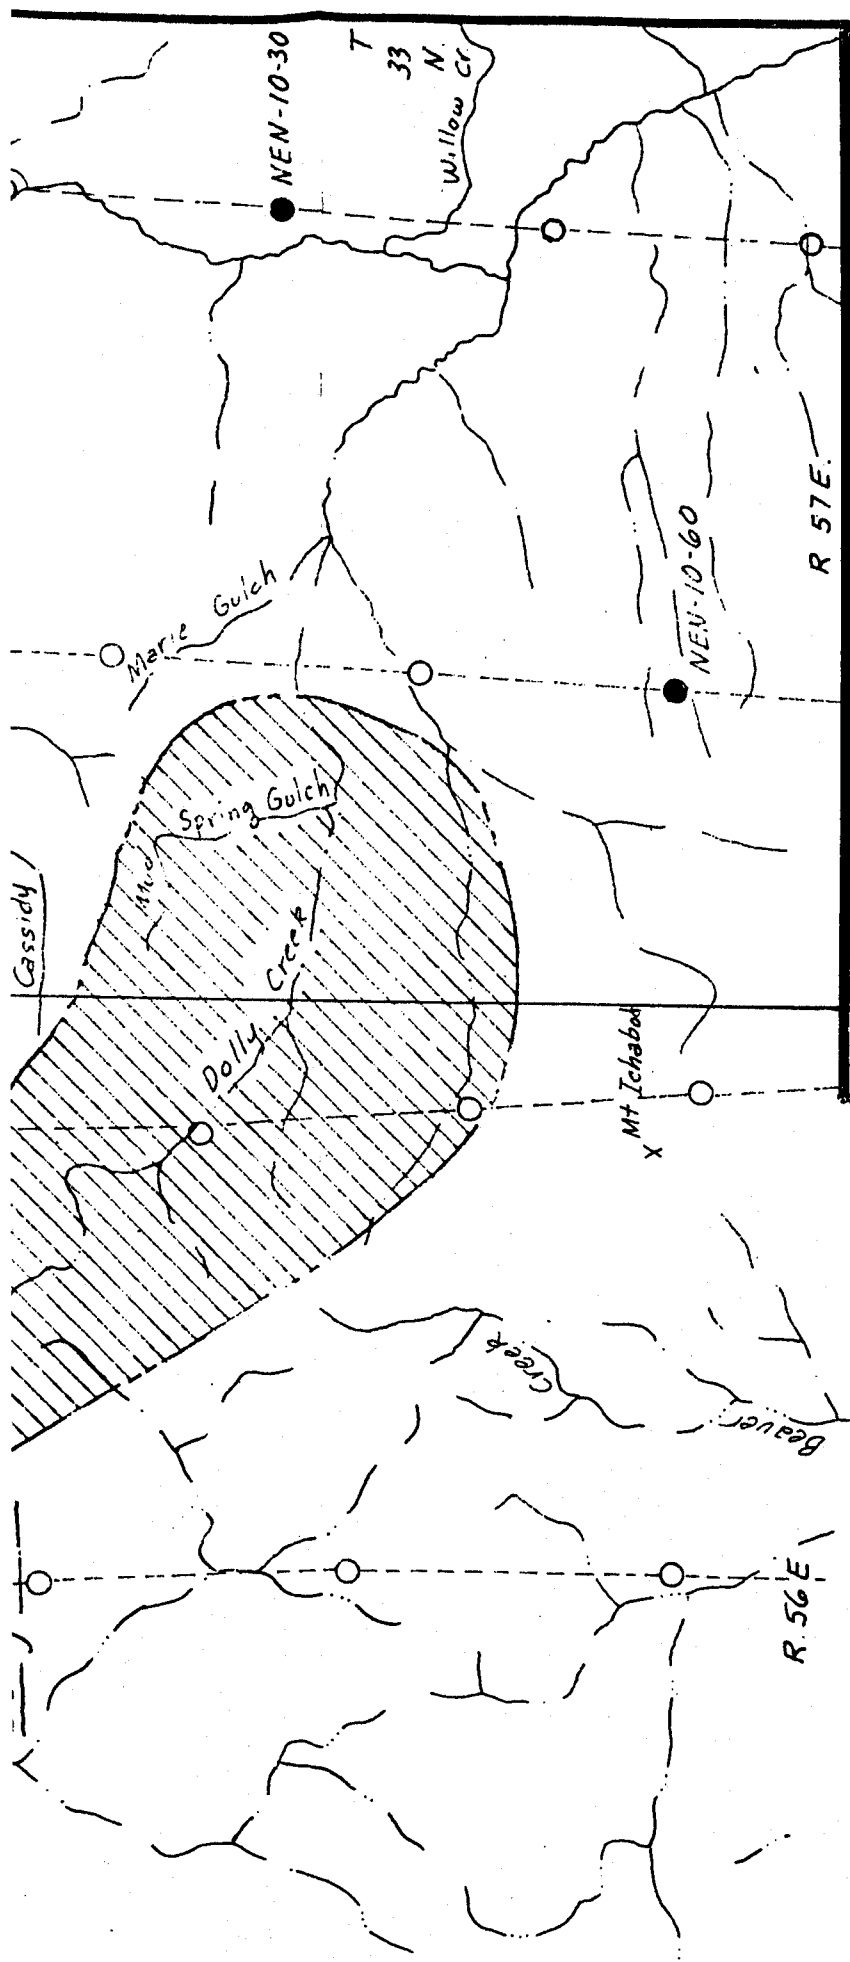 NEN-10-30
T
33
N.
Willow Cr.
Marie Gulch
NEN-10-60
R 57 E.
Mud Spring Gulch
Cassidy
Dolly Creek
Mt Ichabod
X
Beaver Creek
R. 56 E